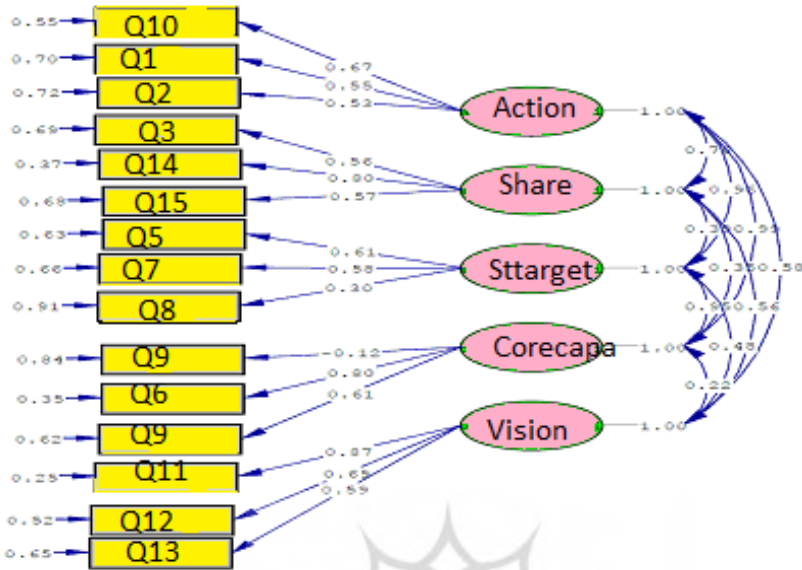 0.55 Q10
0.70 Q1
0.72 Q2
0.69 Q3
0.37 Q14
0.68 Q15
0.63 Q5
0.66 Q7
0.91 Q8
0.84 Q9
0.35 Q6
0.62 Q9
0.25 Q11
0.52 Q12
0.65 Q13
0.67
0.55
0.53
0.56
0.80
0.57
0.61
0.58
0.30
-0.12
0.80
0.61
0.87
0.65
0.59
Action 1.00
Share 1.00
Sttarget 1.00
Corecapa 1.00
Vision 1.00
0.50
0.56
0.48
0.22